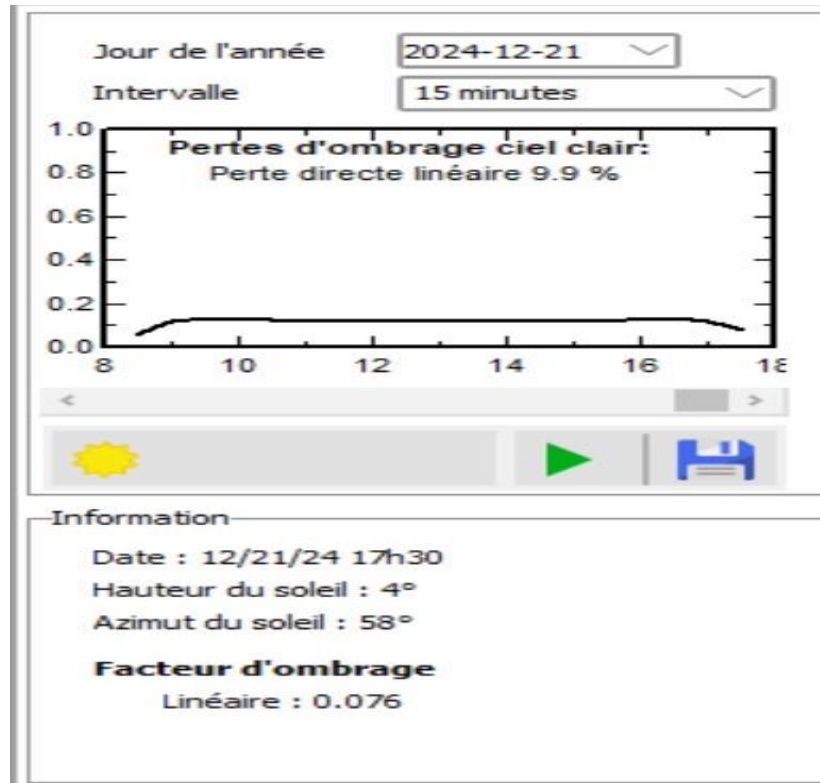 Jour de l'année 2024-12-21
Intervalle 15 minutes
Pertes d'ombrage ciel clair:
Perte directe linéaire 9.9 %
1.0
0.8
0.6
0.4
0.2
0.0
8 10 12 14 16 18
Information
Date : 12/21/24 17h30
Hauteur du soleil : 4°
Azimut du soleil : 58°
Facteur d'ombrage
Linéaire : 0.076